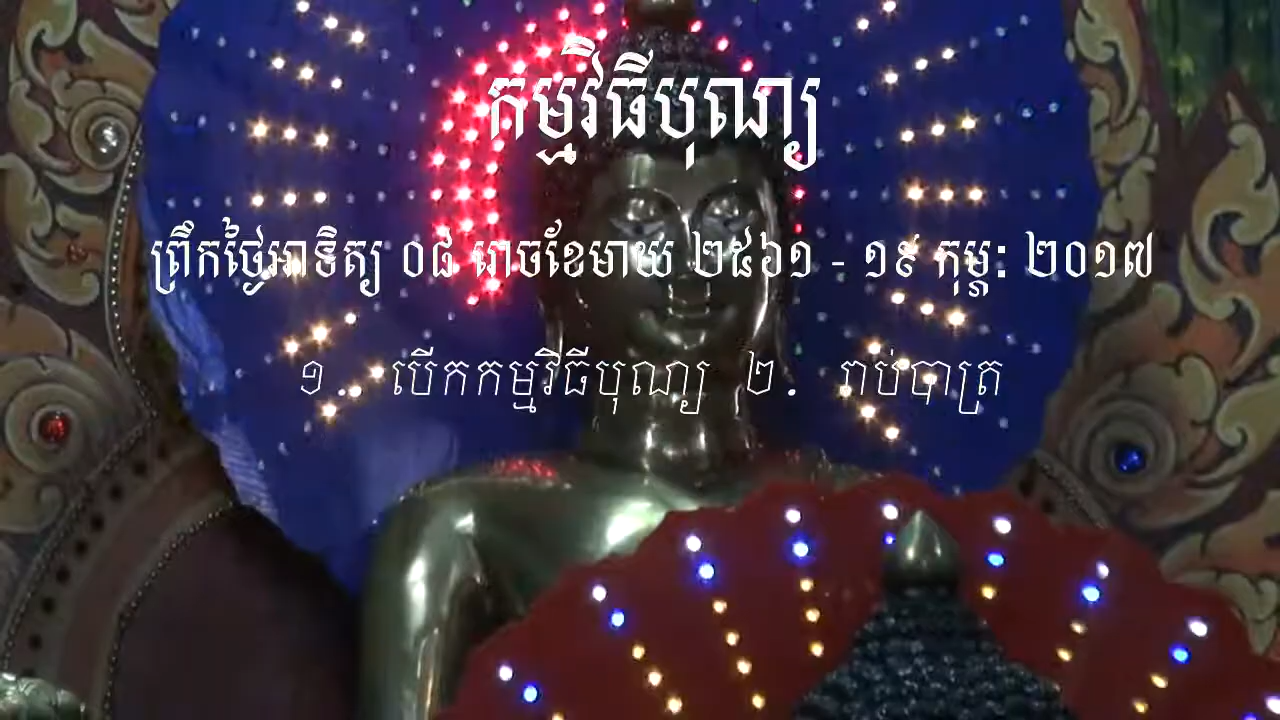 កម្មវិធីបុណ្យ
ព្រឹកថ្ងៃអាទិត្យ ០៨ រោចខែមាឃ ២៥៦១ - ១៩ កុម្ភៈ ២០១៧
១. បើកកម្មវិធីបុណ្យ ២. រាប់បាត្រ